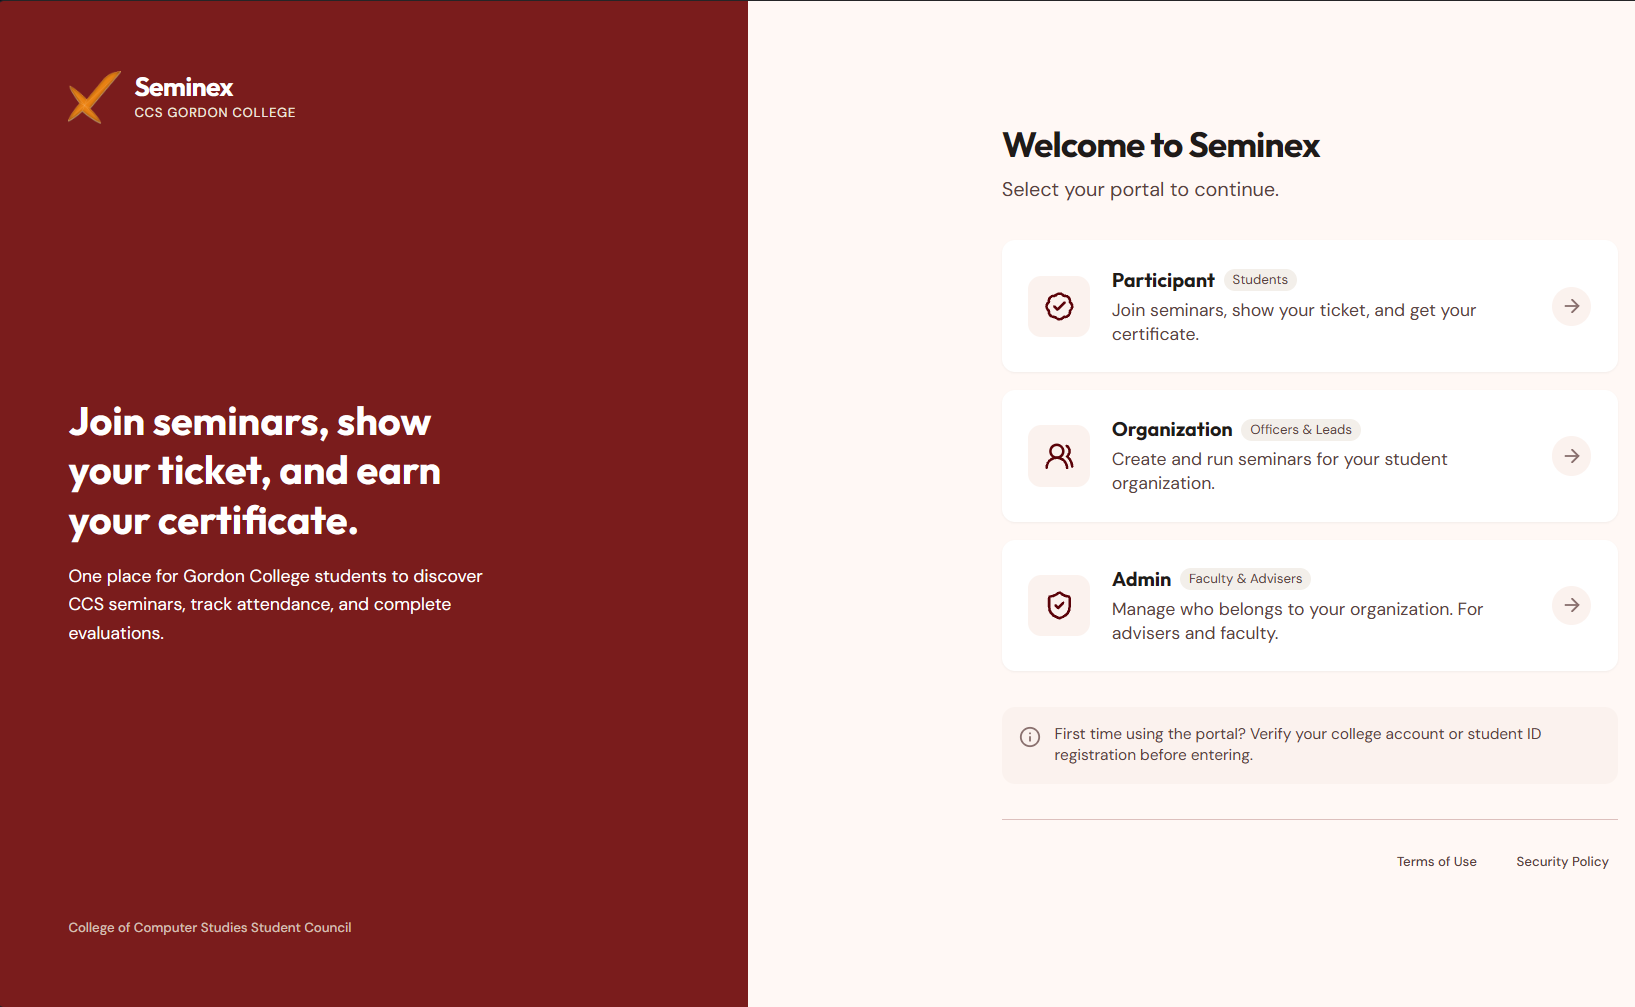 Seminex
CCS GORDON COLLEGE
Join seminars, show
your ticket, and earn
your certificate.
One place for Gordon College students to discover
CCS seminars, track attendance, and complete
evaluations.
College of Computer Studies Student Council
Welcome to Seminex
Select your portal to continue.
Participant Students
Join seminars, show your ticket, and get your
certificate.
Organization Officers & Leads
Create and run seminars for your student
organization.
Admin Faculty & Advisers
Manage who belongs to your organization. For
advisers and faculty.
First time using the portal? Verify your college account or student ID
registration before entering.
Terms of Use Security Policy